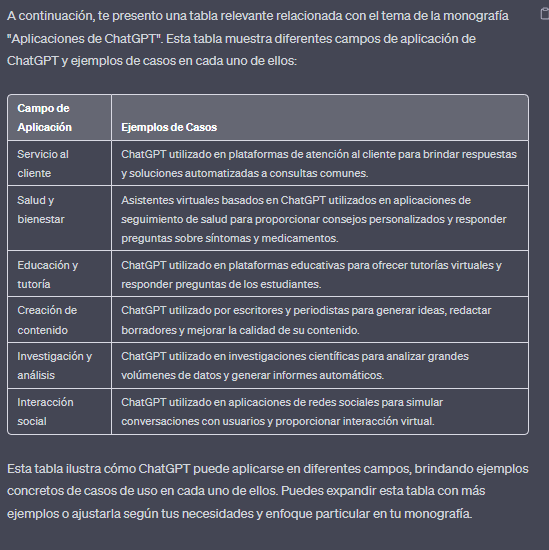 A continuación, te presento una tabla relevante relacionada con el tema de la monografía
"Aplicaciones de ChatGPT". Esta tabla muestra diferentes campos de aplicación de
ChatGPT y ejemplos de casos en cada uno de ellos:
Campo de
Aplicación
Ejemplos de Casos
Servicio al
cliente
ChatGPT utilizado en plataformas de atención al cliente para brindar respuestas
y soluciones automatizadas a consultas comunes.
Salud y
bienestar
Asistentes virtuales basados en ChatGPT utilizados en aplicaciones de
seguimiento de salud para proporcionar consejos personalizados y responder
preguntas sobre síntomas y medicamentos.
Educación y
tutoría
ChatGPT utilizado en plataformas educativas para ofrecer tutorías virtuales y
responder preguntas de los estudiantes.
Creación de
contenido
ChatGPT utilizado por escritores y periodistas para generar ideas, redactar
borradores y mejorar la calidad de su contenido.
Investigación y
análisis
ChatGPT utilizado en investigaciones científicas para analizar grandes
volúmenes de datos y generar informes automáticos.
Interacción
social
ChatGPT utilizado en aplicaciones de redes sociales para simular
conversaciones con usuarios y proporcionar interacción virtual.
Esta tabla ilustra cómo ChatGPT puede aplicarse en diferentes campos, brindando ejemplos
concretos de casos de uso en cada uno de ellos. Puedes expandir esta tabla con más
ejemplos o ajustarla según tus necesidades y enfoque particular en tu monografía.